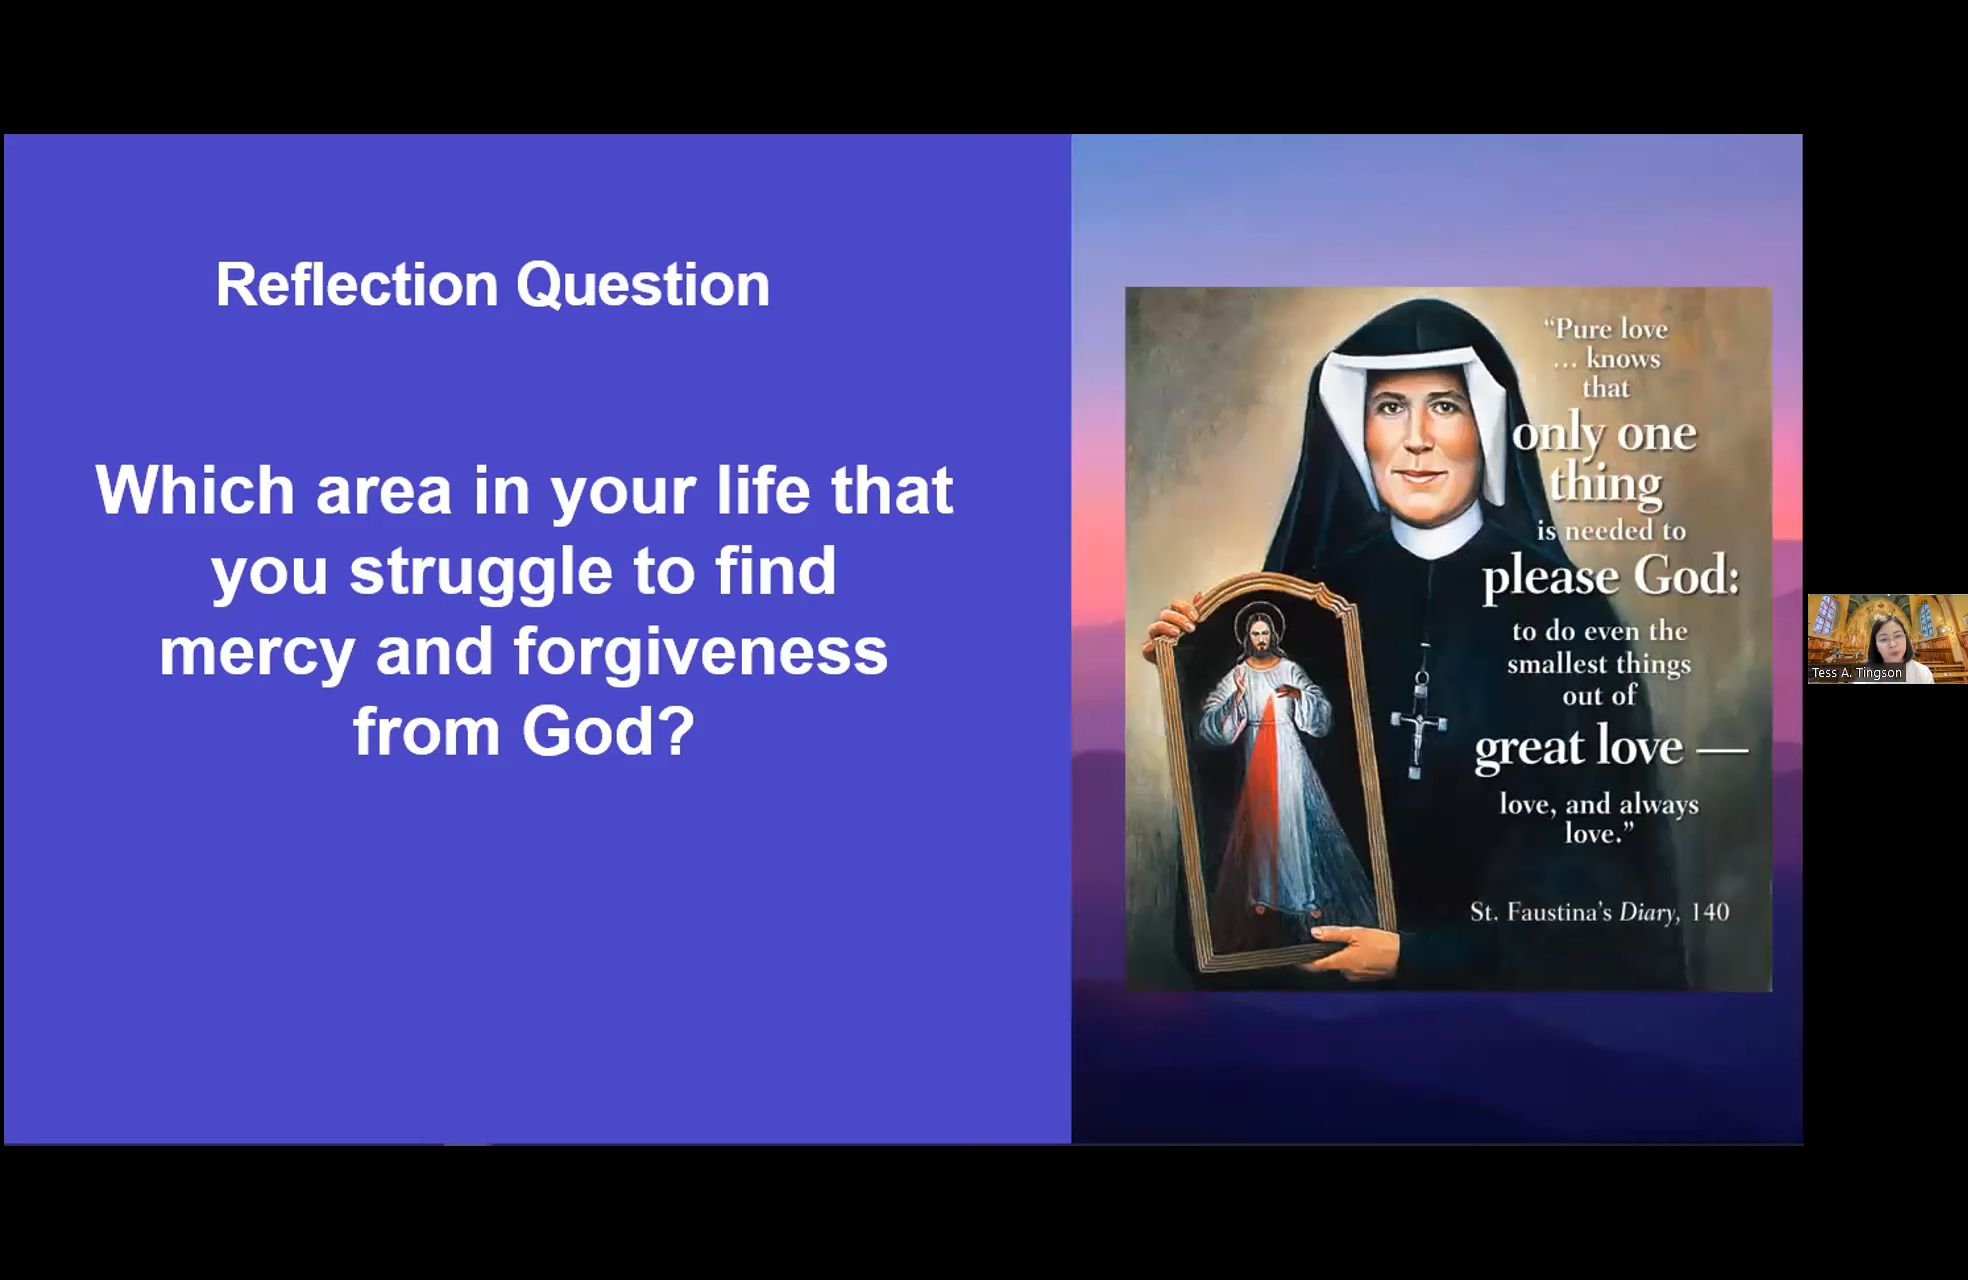 Reflection Question
Which area in your life that
you struggle to find
mercy and forgiveness
from God?
“Pure love
... knows
that
only one
thing
is needed to
please God:
to do even the
smallest things
out of
great love —
love, and always
love.”
St. Faustina’s Diary, 140
Tess A. Tingson